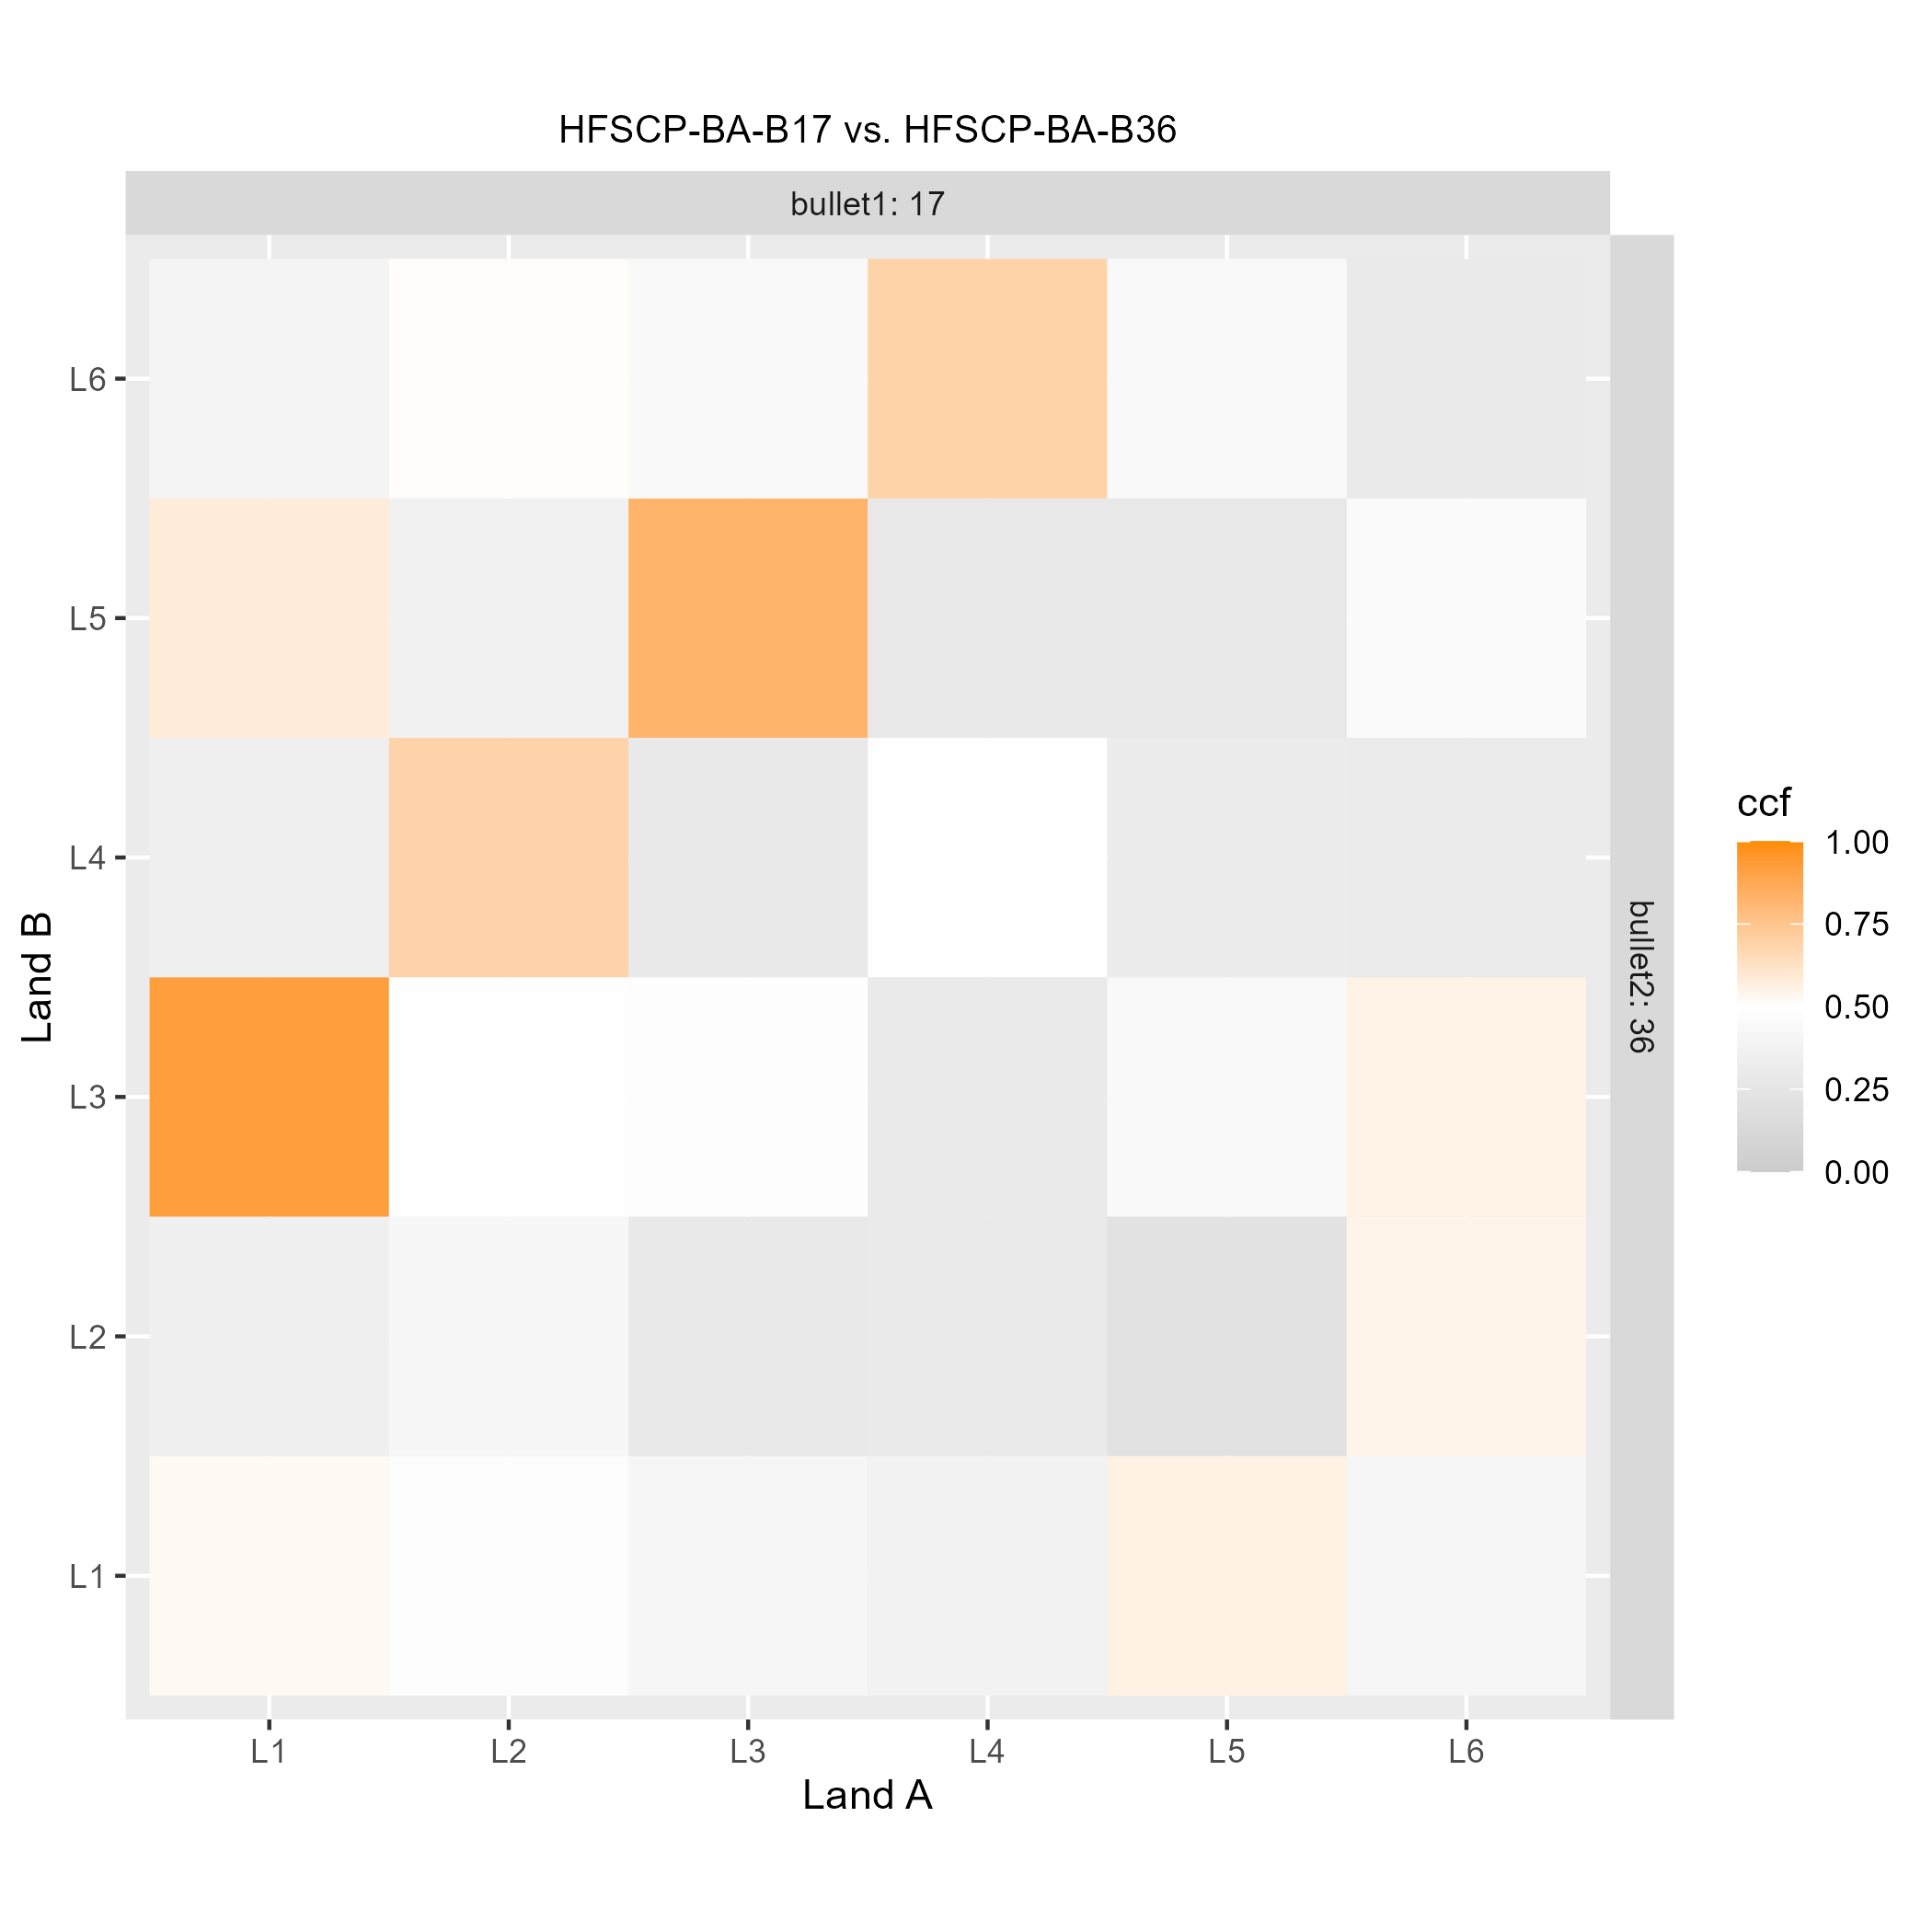 HFSCP-BA-B17 vs. HFSCP-BA-B36
bullet1: 17
L6
L5
L4
L3
L2
L1
Land B
bullet2: 36
L1 L2 L3 L4 L5 L6
Land A
ccf
1.00
0.75
0.50
0.25
0.00